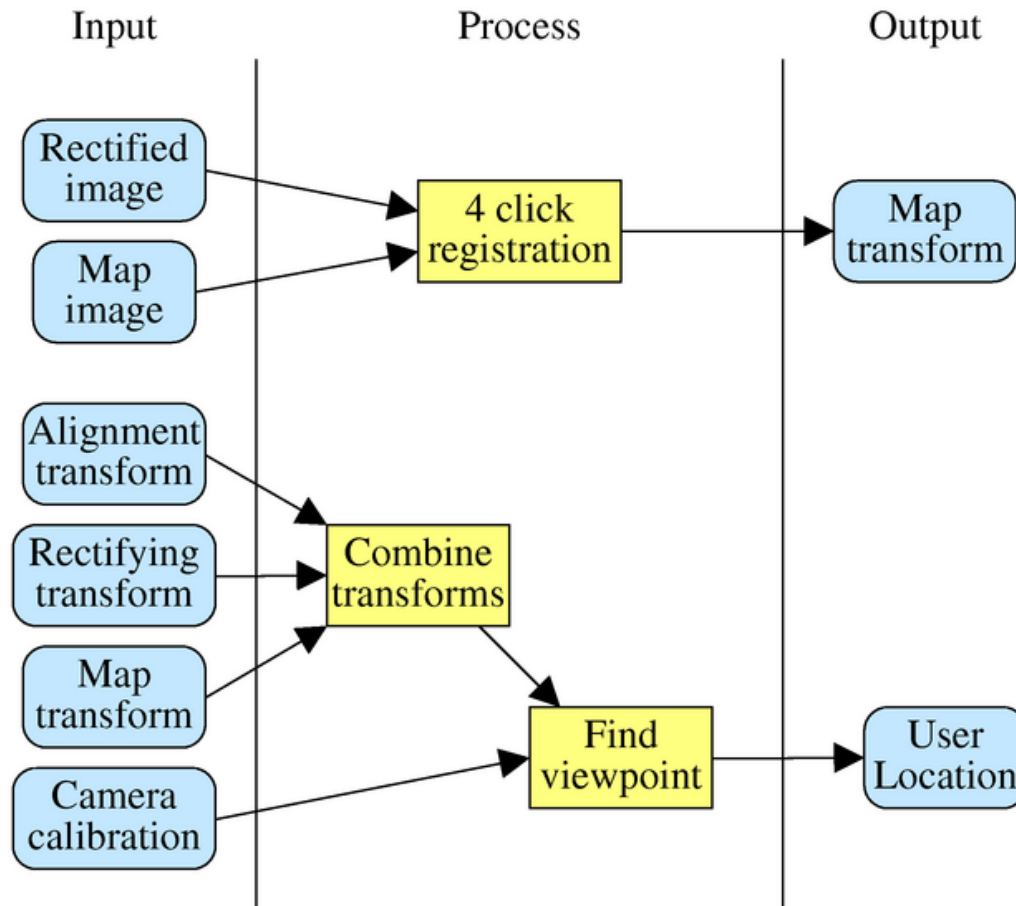 Input
Process
Output
Rectified
image
Map
image
4 click
registration
Map
transform
Alignment
transform
Rectifying
transform
Map
transform
Camera
calibration
Combine
transforms
Find
viewpoint
User
Location